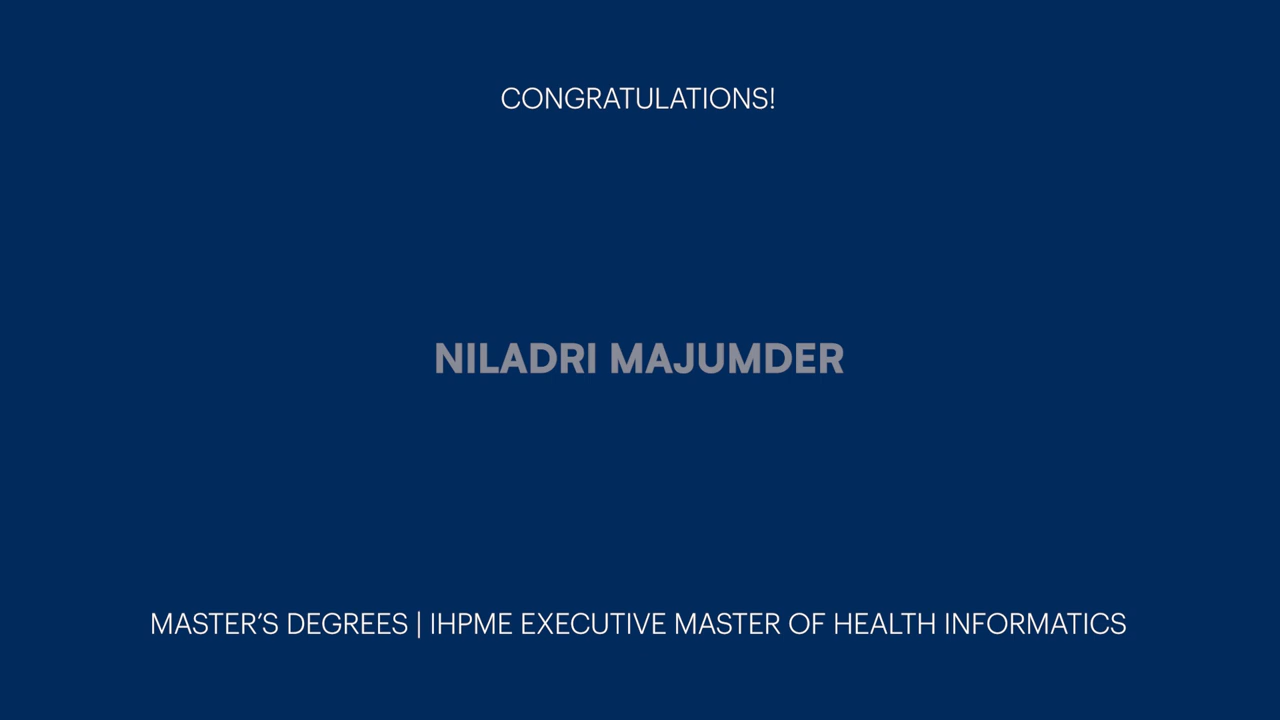 CONGRATULATIONS!
NILADRI MAJUMDER
MASTER’S DEGREES | IHPME EXECUTIVE MASTER OF HEALTH INFORMATICS